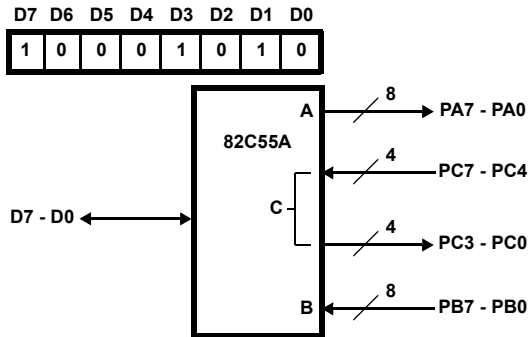 D7 D6 D5 D4 D3 D2 D1 D0
1 0 0 0 1 0 1 0
A
8
PA7 - PA0
82C55A
4
PC7 - PC4
C
D7 - D0
4
PC3 - PC0
B
8
PB7 - PB0